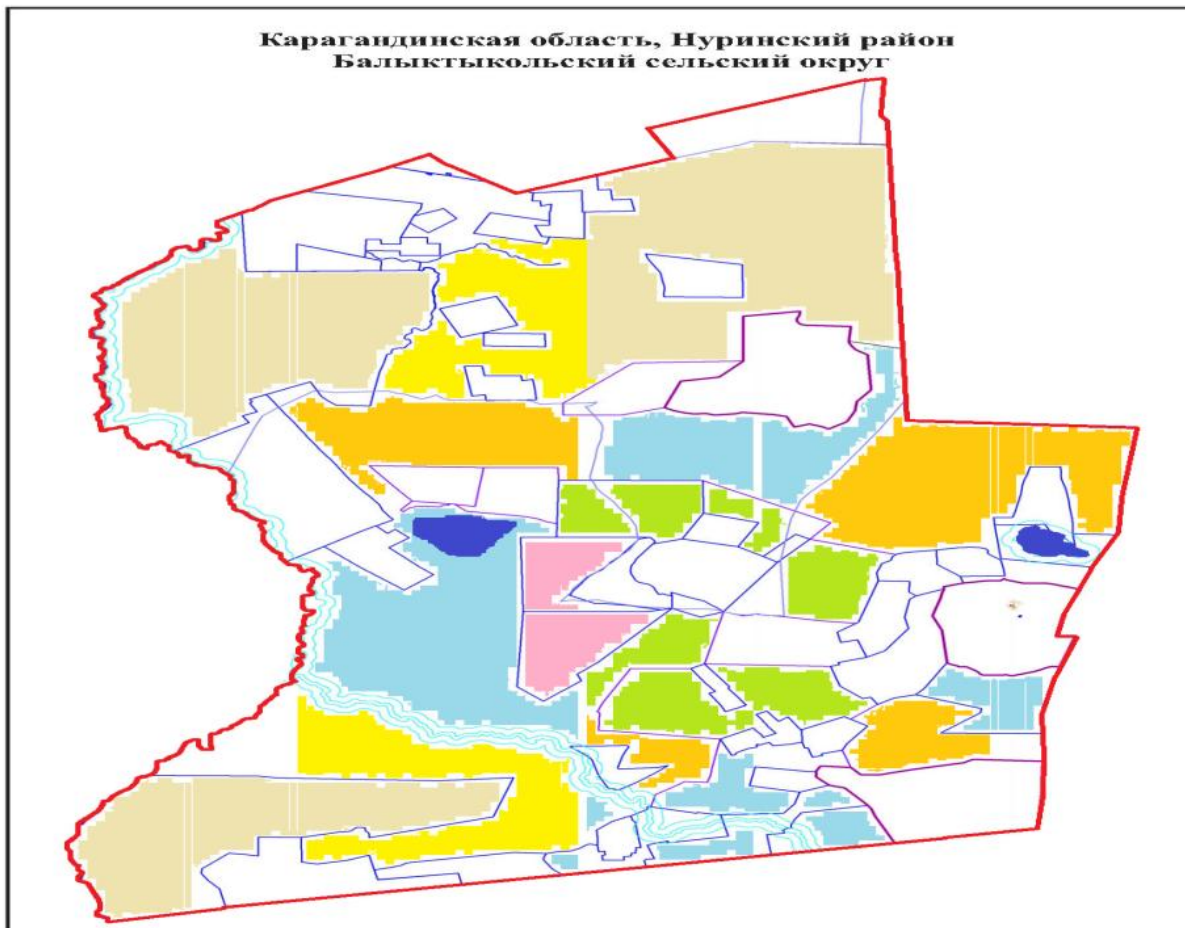 Карагандинская область, Нуринский район
Балыктыкольский сельский округ